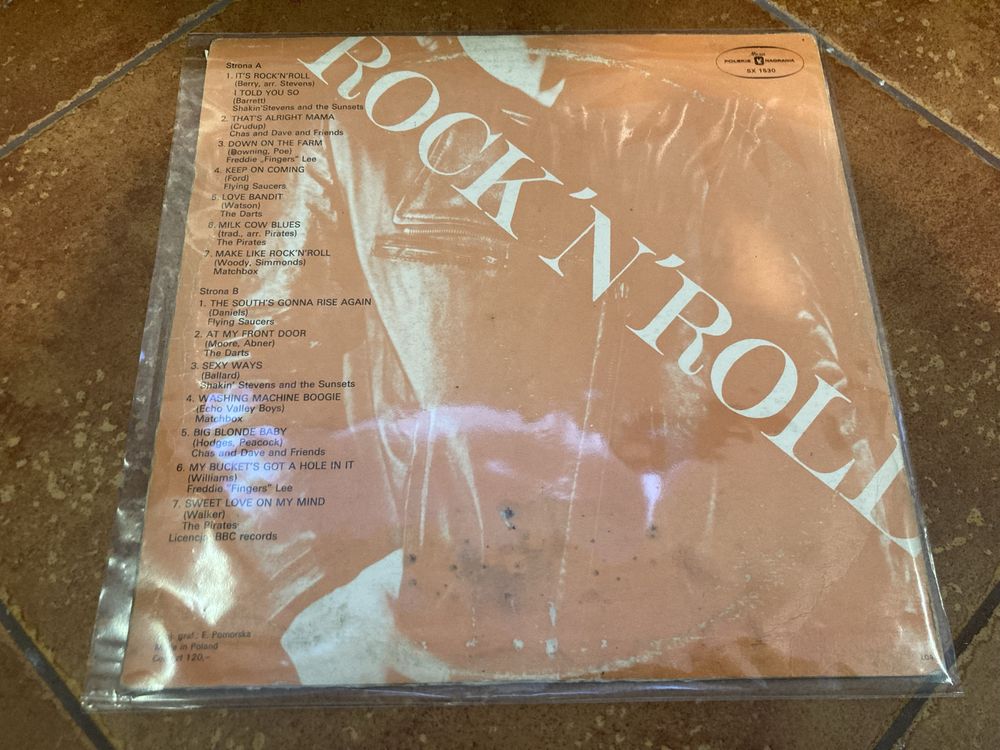 ROCK'N'ROLL
Muza
POLSKIE NAGRANIA
SX 1530
Strona A
1. IT'S ROCK'N'ROLL
(Berry, arr. Stevens)
I TOLD YOU SO
(Barrett)
Shakin'Stevens and the Sunsets
2. THAT'S ALRIGHT MAMA
(Crudup)
Chas and Dave and Friends
3. DOWN ON THE FARM
(Downing, Poe)
Freddie „Fingers" Lee
4. KEEP ON COMING
(Ford)
Flying Saucers
5. LOVE BANDIT
(Watson)
The Darts
6. MILK COW BLUES
(trad., arr. Pirates)
The Pirates
7. MAKE LIKE ROCK'N'ROLL
(Woody, Simmonds)
Matchbox
Strona B
1. THE SOUTH'S GONNA RISE AGAIN
(Daniels)
Flying Saucers
2. AT MY FRONT DOOR
(Moore, Abner)
The Darts
3. SEXY WAYS
(Ballard)
Shakin' Stevens and the Sunsets
4. WASHING MACHINE BOOGIE
(Echo Valley Boys)
Matchbox
5. BIG BLONDE BABY
(Hodges, Peacock)
Chas and Dave and Friends
6. MY BUCKET'S GOT A HOLE IN IT
(Williams)
Freddie "Fingers" Lee
7. SWEET LOVE ON MY MIND
(Walker)
The Pirates
Licencja BBC records
graf.: E. Pomorska
Made in Poland
120,-